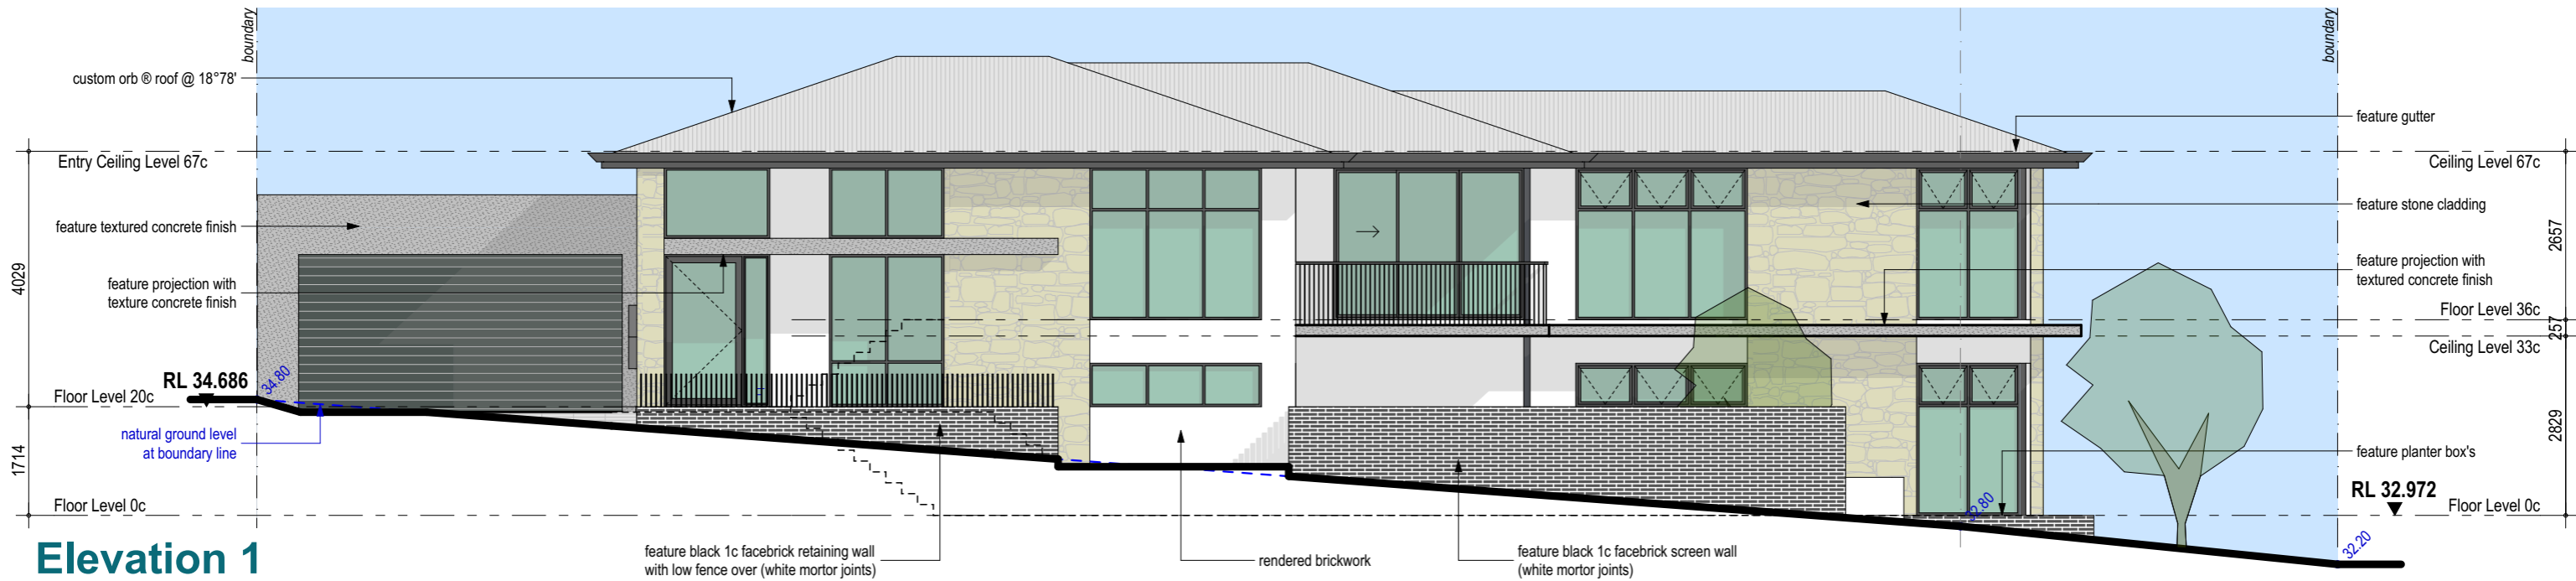 boundary
boundary
custom orb ® roof @ 18°78'
feature gutter
Entry Ceiling Level 67c
Ceiling Level 67c
feature stone cladding
feature textured concrete finish
2657
4029
feature projection with
texture concrete finish
feature projection with
textured concrete finish
Floor Level 36c
257
Ceiling Level 33c
RL 34.686
34.80
Floor Level 20c
natural ground level
at boundary line
1714
2829
feature planter box's
RL 32.972
Floor Level 0c
Floor Level 0c
32.80
32.20
Elevation 1
feature black 1c facebrick retaining wall
with low fence over (white mortor joints)
rendered brickwork
feature black 1c facebrick screen wall
(white mortor joints)